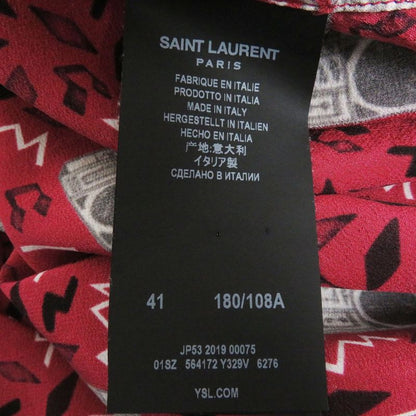 SAINT LAURENT
PARIS
FABRIQUE EN ITALIE
PRODOTTO IN ITALIA
MADE IN ITALY
HERGESTELLT IN ITALIEN
HECHO EN ITALIA
产地:意大利
イタリア製
СДЕЛАНО В ИТАЛИИ
41 180/108A
JP53 2019 00075
01SZ 564172 Y329V 6276
YSL.COM